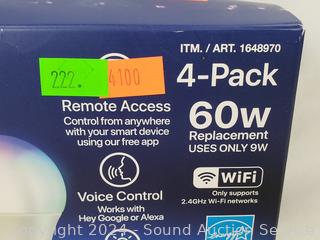 ITM. / ART. 1648970
222.
4100
4-Pack
Remote Access
Control from anywhere
with your smart device
using our free app
60w
Replacement
USES ONLY 9W
WiFi
Only supports
2.4GHz Wi-Fi networks
Voice Control
Works with
Hey Google or Alexa
Copyright 2024 - Sound Auction Service